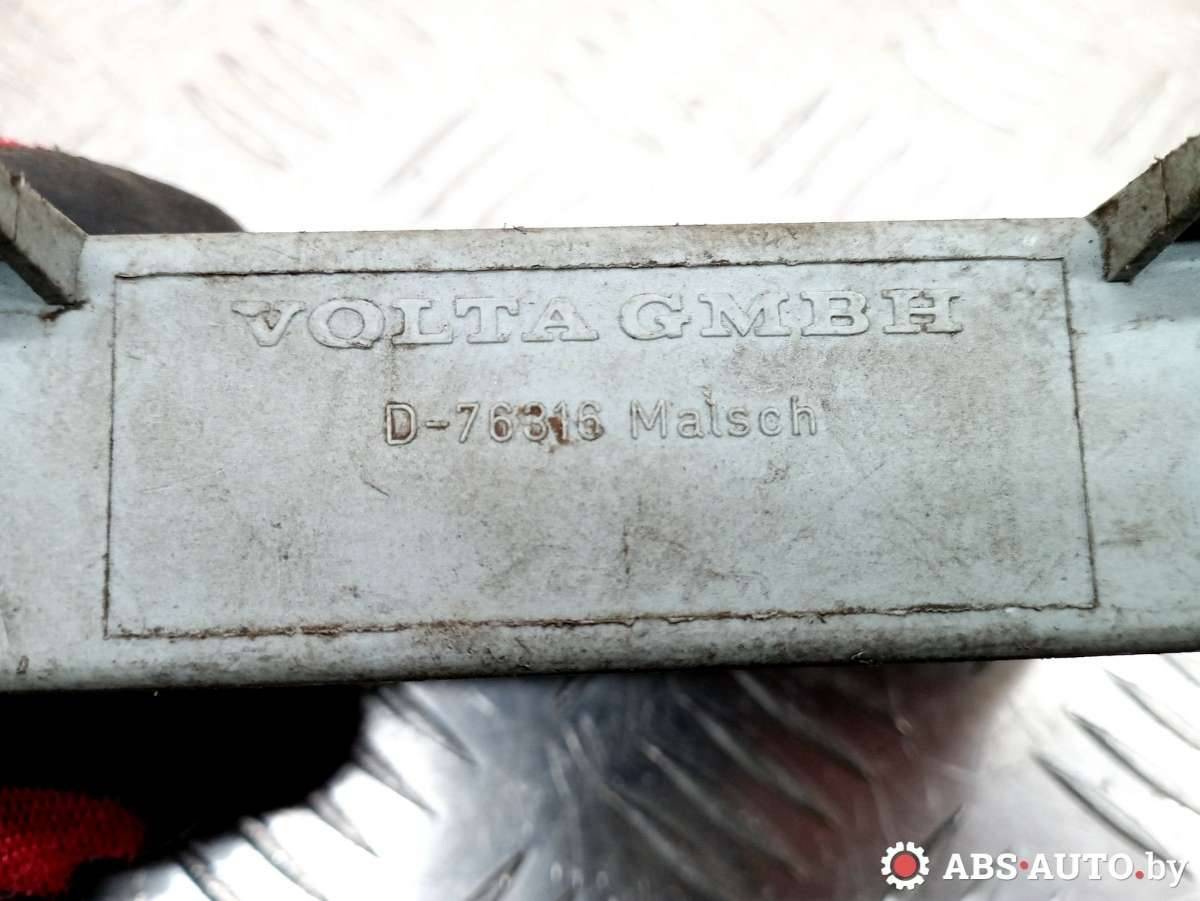 VOLTA GMBH
D-76316 Malsch
ABS-AUTO.by